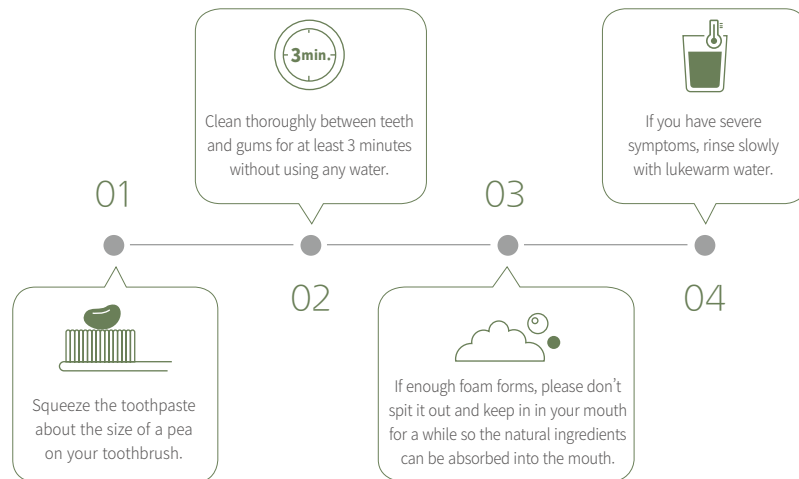 01
Squeeze the toothpaste
about the size of a pea
on your toothbrush.
3min.
Clean thoroughly between teeth
and gums for at least 3 minutes
without using any water.
02
03
If enough foam forms, please don't
spit it out and keep in in your mouth
for a while so the natural ingredients
can be absorbed into the mouth.
If you have severe
symptoms, rinse slowly
with lukewarm water.
04